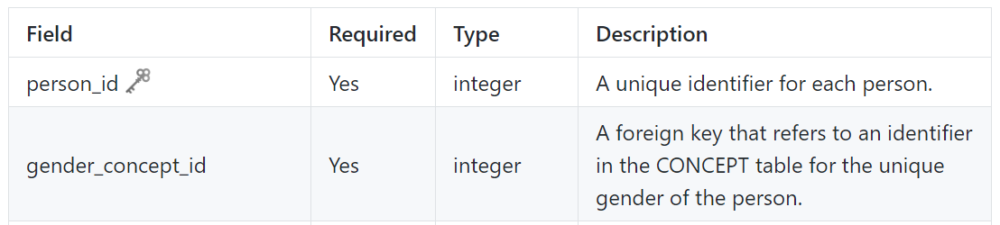 Field Required Type Description
person_id Yes integer A unique identifier for each person.
A foreign key that refers to an identifier
gender_concept_id Yes integer in the CONCEPT table for the unique
gender of the person.